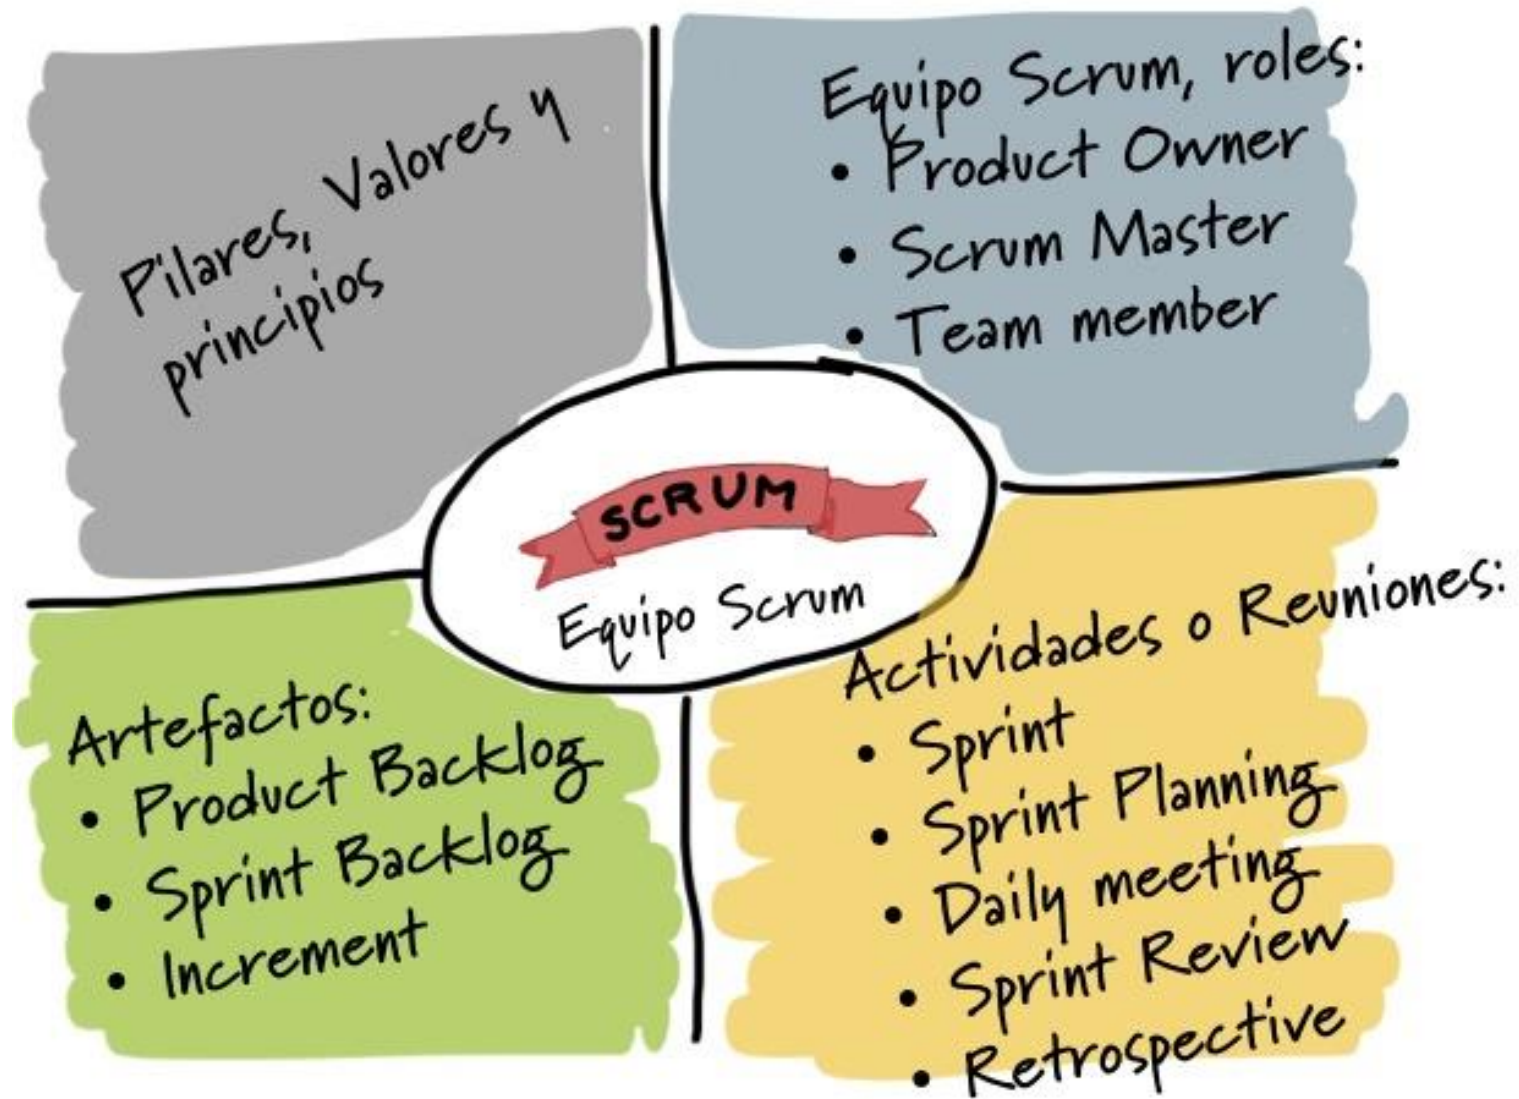 Pilares, Valores y
principios
Equipo Scrum, roles:
• Product Owner
• Scrum Master
• Team member
SCRUM
Equipo Scrum
Artefactos:
• Product Backlog
• Sprint Backlog
• Increment
Actividades o Reuniones:
• Sprint
• Sprint Planning
• Daily meeting
• Sprint Review
• Retrospective